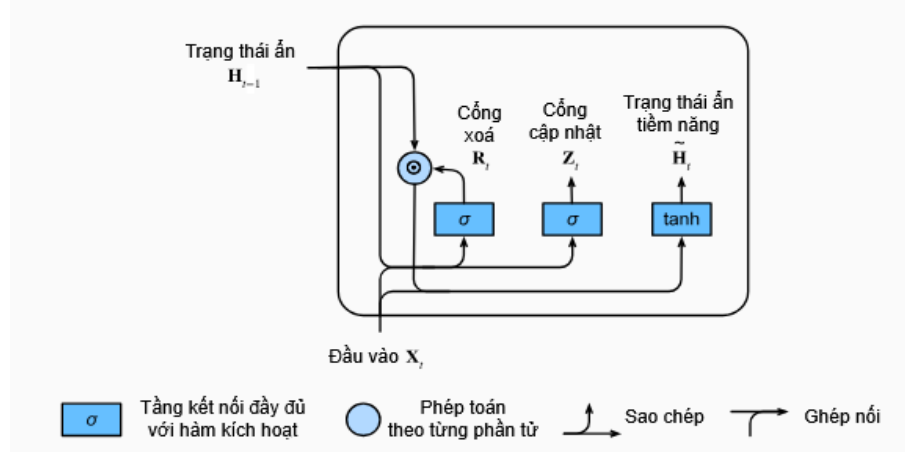 Trạng thái ẩn
H_{t−1}
Cổng
xoá
R_t
Cổng
cập nhật
Z_t
Trạng thái ẩn
tiềm năng
H̃_t
σ
σ
tanh
Đầu vào X_t
σ
Tầng kết nối đầy đủ
với hàm kích hoạt
Phép toán
theo từng phần tử
Sao chép
Ghép nối